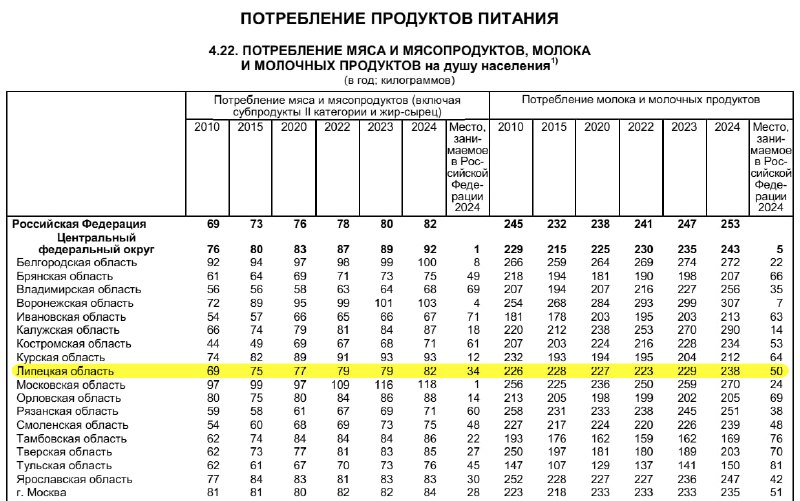 ПОТРЕБЛЕНИЕ ПРОДУКТОВ ПИТАНИЯ
4.22. ПОТРЕБЛЕНИЕ МЯСА И МЯСОПРОДУКТОВ, МОЛОКА
И МОЛОЧНЫХ ПРОДУКТОВ на душу населения1)
(в год; килограммов)
Потребление мяса и мясопродуктов (включая субпродукты II категории и жир-сырец) Потребление молока и молочных продуктов
2010 2015 2020 2022 2023 2024 Место, занимаемое в Российской Федерации 2024 2010 2015 2020 2022 2023 2024 Место, занимаемое в Российской Федерации 2024
Российская Федерация 69 73 76 78 80 82 245 232 238 241 247 253
Центральный
федеральный округ 76 80 83 87 89 92 1 229 215 225 230 235 243 5
Белгородская область 92 94 97 98 99 100 8 266 259 264 269 274 272 22
Брянская область 61 64 69 71 73 75 49 218 194 181 190 198 207 66
Владимирская область 56 56 58 63 64 68 69 207 194 207 216 227 256 35
Воронежская область 72 89 95 99 101 103 4 254 268 284 293 299 307 7
Ивановская область 54 57 66 65 66 67 71 181 178 203 195 203 213 63
Калужская область 66 74 79 81 84 87 18 220 212 238 253 270 290 14
Костромская область 44 49 69 67 68 71 61 207 203 224 216 228 234 53
Курская область 74 82 89 91 93 93 12 232 193 194 195 204 212 64
Липецкая область 69 75 77 79 79 82 34 226 228 227 223 229 238 50
Московская область 97 99 97 109 116 118 1 256 225 236 250 259 270 24
Орловская область 80 75 80 84 86 88 14 213 205 198 199 202 205 69
Рязанская область 59 58 61 67 69 71 60 258 231 233 238 245 251 38
Смоленская область 54 60 68 69 73 75 48 227 217 224 220 226 239 48
Тамбовская область 62 74 84 84 84 86 22 193 176 162 159 162 169 76
Тверская область 62 73 77 81 83 85 27 250 197 181 180 189 203 70
Тульская область 62 61 67 70 73 76 45 147 107 129 137 141 150 81
Ярославская область 77 84 83 81 83 83 30 252 228 227 227 236 247 42
г. Москва 81 81 80 82 82 84 28 223 218 233 233 233 235 51